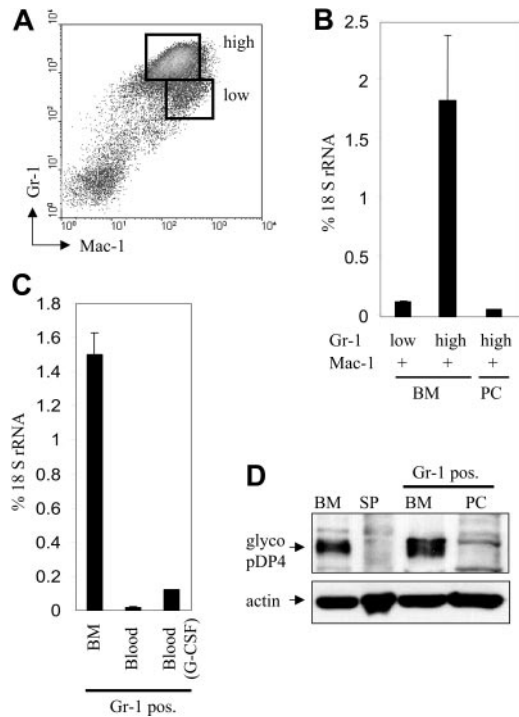 A
10⁴
10³
10²
10¹
10⁰
Gr-1
high
low
10⁰ 10¹ 10² 10³ 10⁴
Mac-1
B
% 18 S rRNA
2.5
2
1.5
1
0.5
0
Gr-1 low high high
Mac-1 + + +
BM PC
C
% 18 S rRNA
1.8
1.6
1.4
1.2
1
0.8
0.6
0.4
0.2
0
BM
Blood
Blood
(G-CSF)
Gr-1 pos.
D
Gr-1 pos.
BM SP BM PC
glyco
pDP4
actin